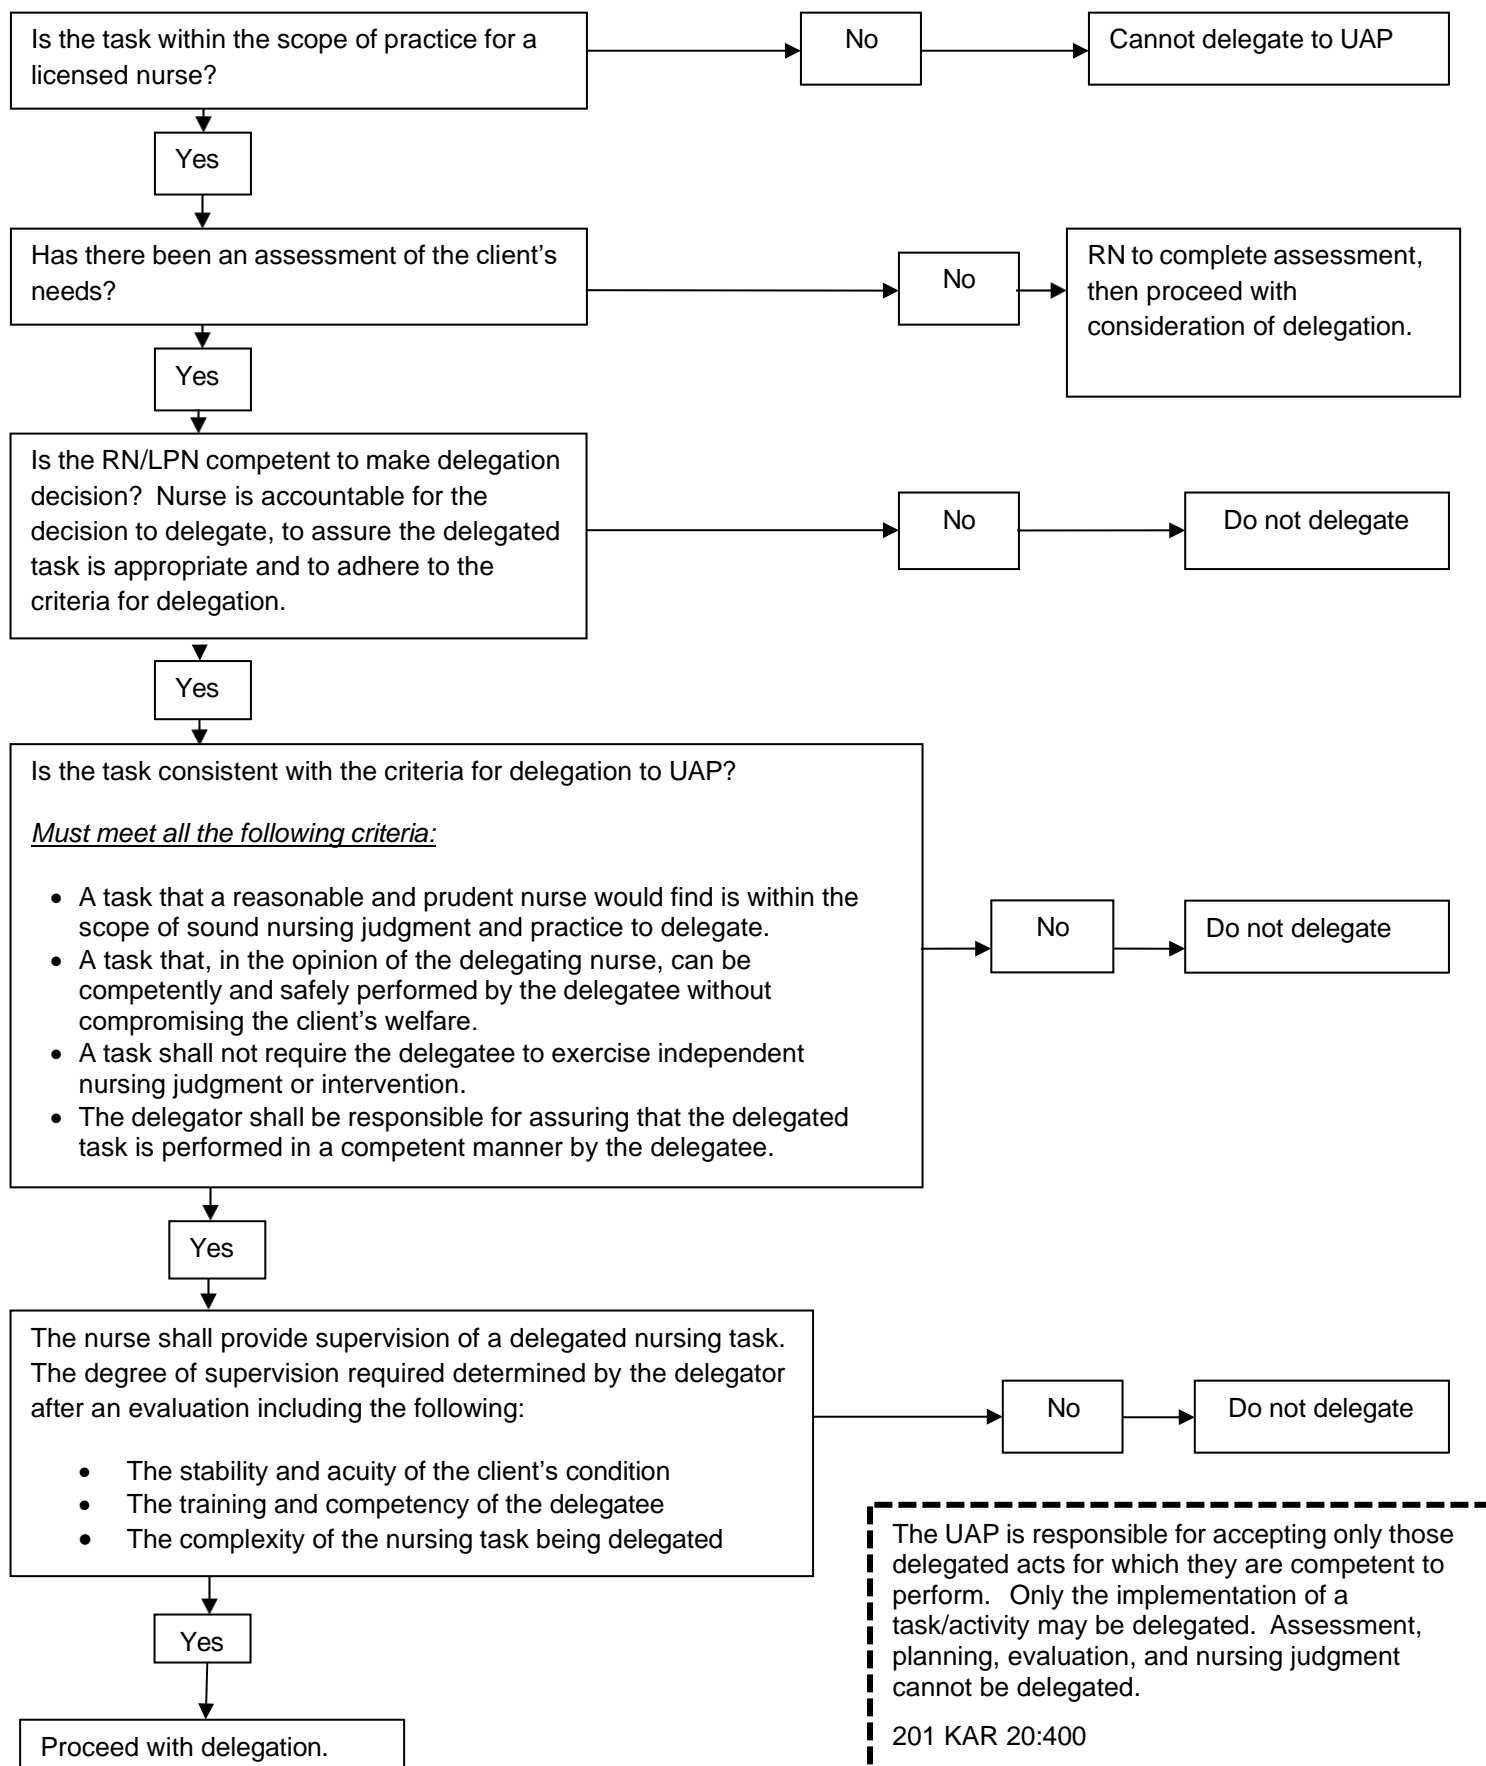 Is the task within the scope of practice for a
licensed nurse?
No
Cannot delegate to UAP
Yes
Has there been an assessment of the client’s
needs?
No
RN to complete assessment,
then proceed with
consideration of delegation.
Yes
Is the RN/LPN competent to make delegation
decision?  Nurse is accountable for the
decision to delegate, to assure the delegated
task is appropriate and to adhere to the
criteria for delegation.
No
Do not delegate
Yes
Is the task consistent with the criteria for delegation to UAP?
Must meet all the following criteria:
• A task that a reasonable and prudent nurse would find is within the
scope of sound nursing judgment and practice to delegate.
• A task that, in the opinion of the delegating nurse, can be
competently and safely performed by the delegatee without
compromising the client’s welfare.
• A task shall not require the delegatee to exercise independent
nursing judgment or intervention.
• The delegator shall be responsible for assuring that the delegated
task is performed in a competent manner by the delegatee.
No
Do not delegate
Yes
The nurse shall provide supervision of a delegated nursing task.
The degree of supervision required determined by the delegator
after an evaluation including the following:
• The stability and acuity of the client’s condition
• The training and competency of the delegatee
• The complexity of the nursing task being delegated
No
Do not delegate
Yes
Proceed with delegation.
The UAP is responsible for accepting only those
delegated acts for which they are competent to
perform.  Only the implementation of a
task/activity may be delegated.  Assessment,
planning, evaluation, and nursing judgment
cannot be delegated.
201 KAR 20:400